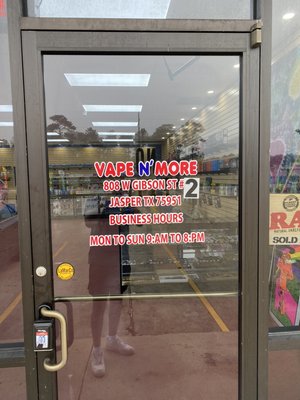 VAPE N' MORE
808 W GIBSON ST # 2
JASPER TX 75951
BUSINESS HOURS
MON TO SUN 9:AM TO 8:PM
RA
SOLD